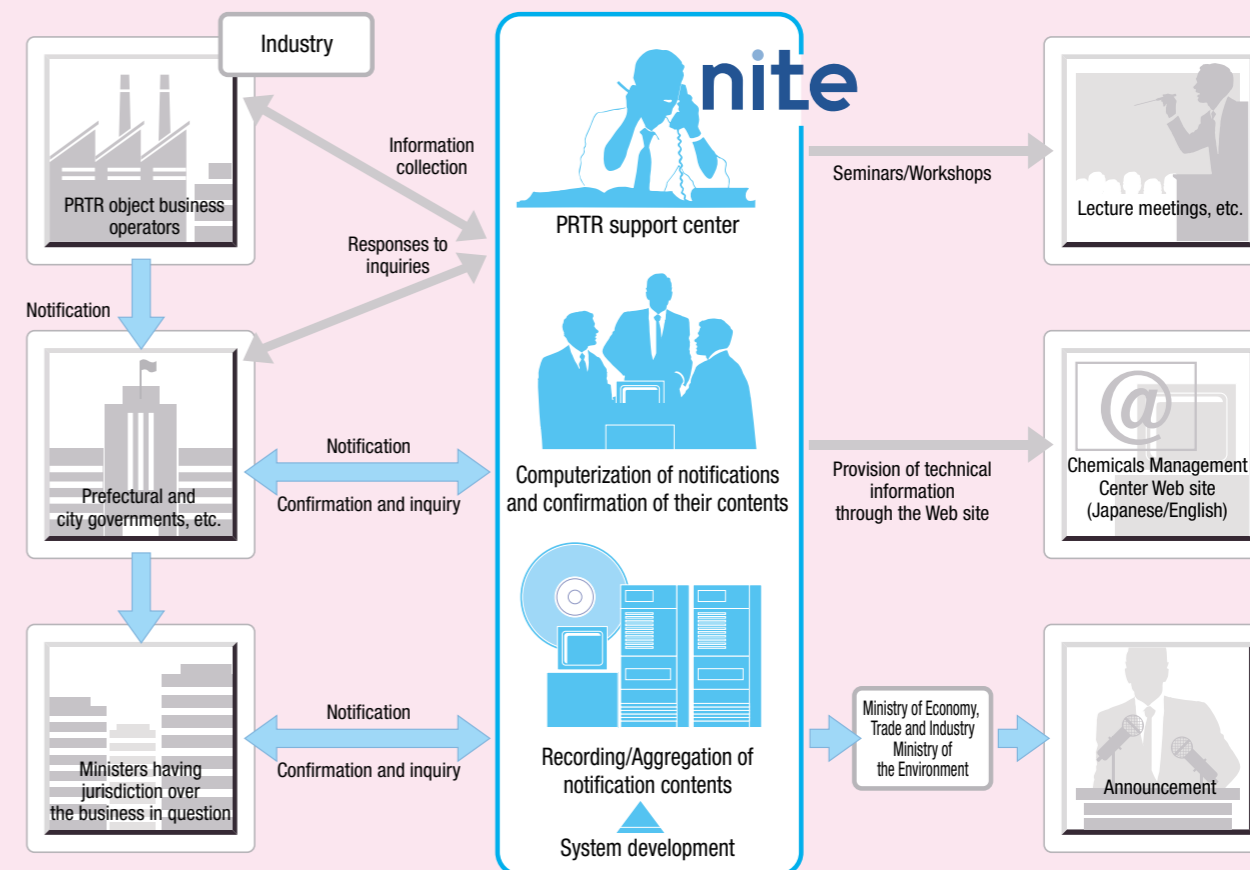 Industry
PRTR object business
operators
Information
collection
Responses to
inquiries
Notification
Prefectural and
city governments, etc.
Notification
Confirmation and inquiry
Ministers having
jurisdiction over
the business in question
Notification
Confirmation and inquiry
nite
PRTR support center
Computerization of notifications
and confirmation of their contents
Recording/Aggregation of
notification contents
System development
Seminars/Workshops
Lecture meetings, etc.
Provision of technical
information
through the Web site
@
Chemicals Management
Center Web site
(Japanese/English)
Ministry of Economy,
Trade and Industry
Ministry of
the Environment
Announcement